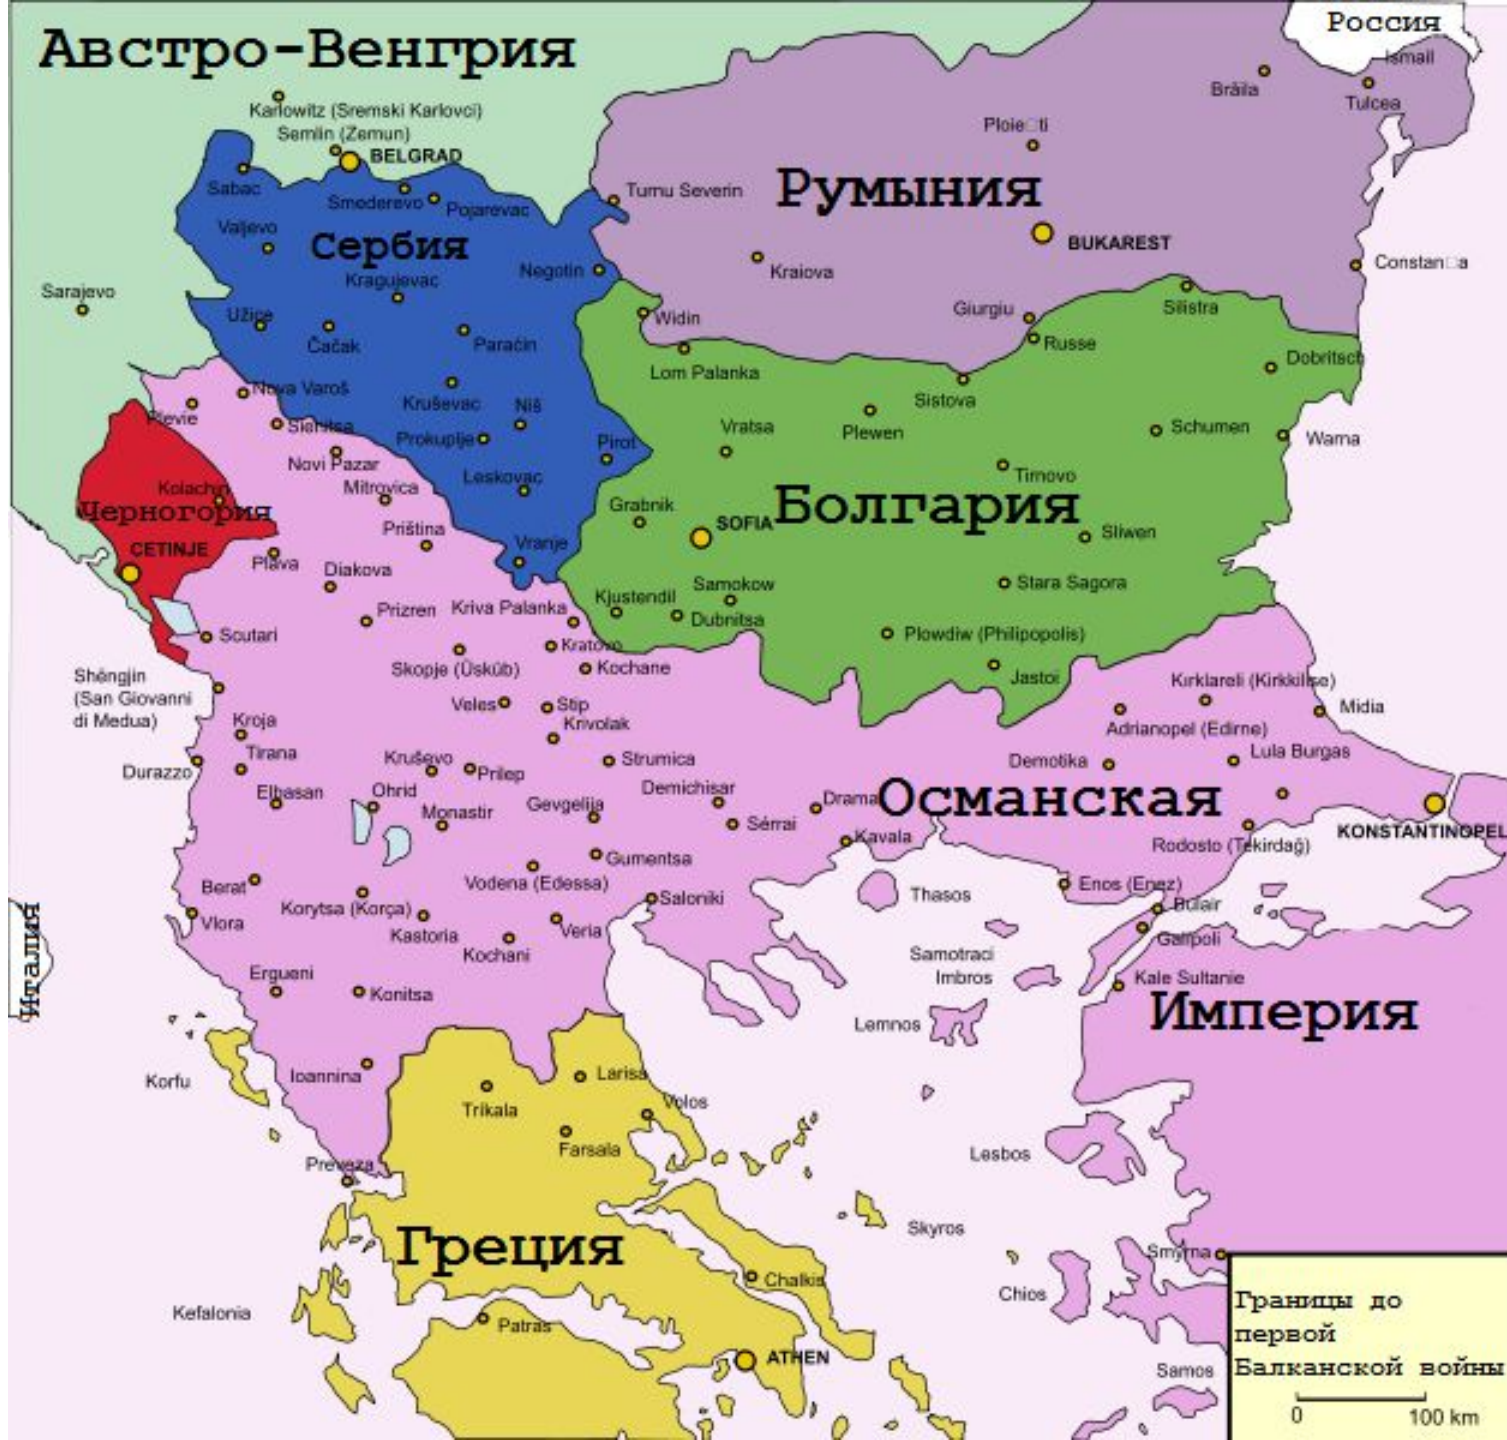 Россия
Австро-Венгрия
Ismail
Brăila
Tulcea
Karlowitz (Sremski Karlovci)
Semlin (Zemun)
BELGRAD
Ploie□ti
Sabac
Smederevo
Pojarevac
Turnu Severin
Румыния
Valjevo
Сербия
BUKAREST
Negotin
Kraiova
Constan□a
Kragujevac
Sarajevo
Užice
Widin
Giurgiu
Silistra
Čačak
Paraćin
Russe
Lom Palanka
Dobritsch
Nova Varoš
Plevie
Kruševac
Niš
Sistova
Sienitsa
Prokuplje
Pirot
Vratsa
Plewen
Schumen
Warna
Novi Pazar
Mitrovica
Leskovac
Tirnovo
Kolachin
Черногория
Grabnik
SOFIA
Болгария
Priština
Vranje
Sliwen
CETINJE
Plava
Diakova
Kjustendil
Samokow
Stara Sagora
Prizren
Kriva Palanka
Dubnitsa
Scutari
Kratovo
Plowdiw (Philipopolis)
Skopje (Üsküb)
Kochane
Jastoi
Shëngjin
(San Giovanni
di Medua)
Kırklareli (Kirkkilise)
Veles
Stip
Midia
Kroja
Krivolak
Adrianopel (Edirne)
Tirana
Kruševo
Prilep
Strumica
Demotika
Lula Burgas
Durazzo
Elbasan
Ohrid
Demichisar
Drama
Османская
Monastir
Gevgelija
Sérrai
Kavala
KONSTANTINOPEL
Rodosto (Tekirdağ)
Gumentsa
Berat
Vodena (Edessa)
Enos (Enez)
Korytsa (Korça)
Saloniki
Thasos
Bulair
Vlora
Kastoria
Veria
Galipoli
Италия
Kochani
Samotraci
Imbros
Ergueni
Konitsa
Kale Sultanie
Империя
Lemnos
Korfu
Ioannina
Larisa
Trikala
Volos
Farsala
Lesbos
Preveza
Skyros
Греция
Smyrna
Chalkis
Chios
Kefalonia
Patras
Границы до
первой
Балканской войны
ATHEN
Samos
0
100 km